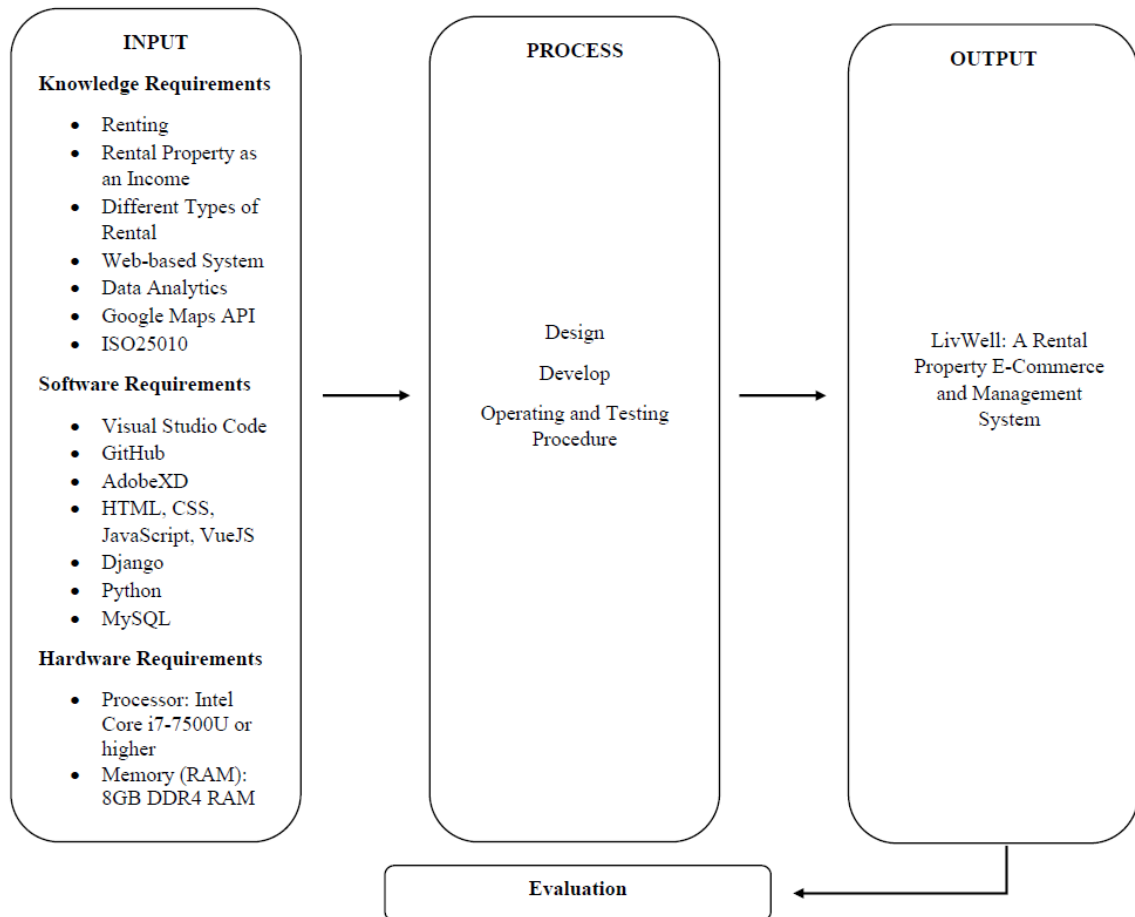 INPUT
Knowledge Requirements
• Renting
• Rental Property as
an Income
• Different Types of
Rental
• Web-based System
• Data Analytics
• Google Maps API
• ISO25010
Software Requirements
• Visual Studio Code
• GitHub
• AdobeXD
• HTML, CSS,
JavaScript, VueJS
• Django
• Python
• MySQL
Hardware Requirements
• Processor: Intel
Core i7-7500U or
higher
• Memory (RAM):
8GB DDR4 RAM
PROCESS
Design
Develop
Operating and Testing
Procedure
OUTPUT
LivWell: A Rental
Property E-Commerce
and Management
System
Evaluation